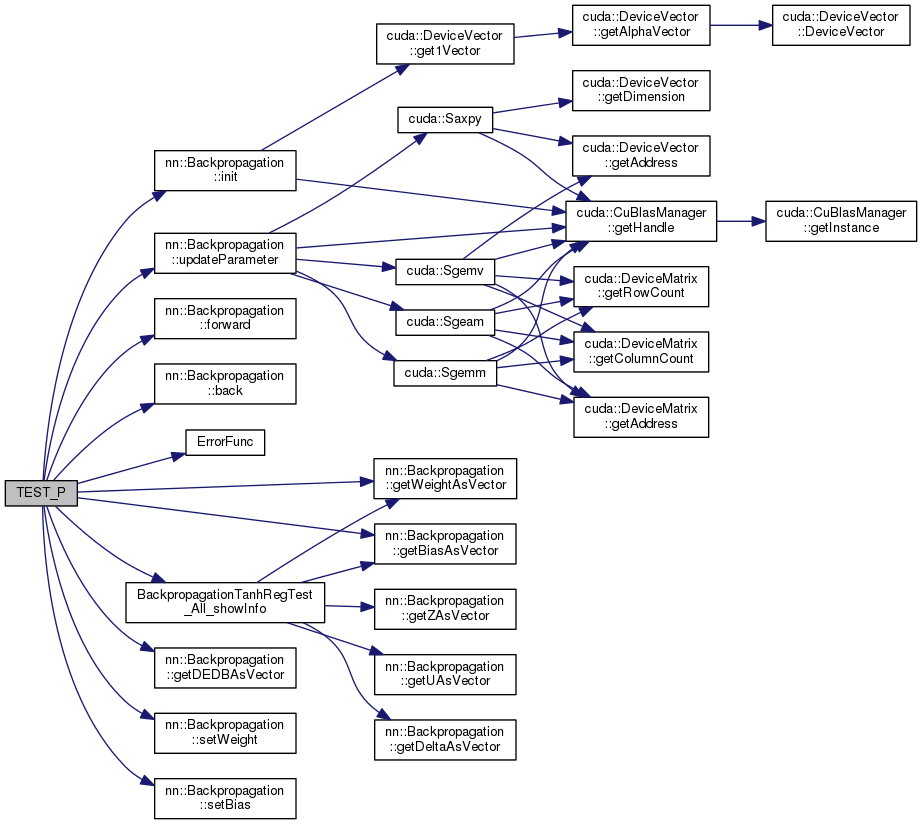 TEST_P
nn::Backpropagation
::init
nn::Backpropagation
::updateParameter
nn::Backpropagation
::forward
nn::Backpropagation
::back
ErrorFunc
BackpropagationTanhRegTest
_All_showInfo
nn::Backpropagation
::getDEDBAsVector
nn::Backpropagation
::setWeight
nn::Backpropagation
::setBias
cuda::DeviceVector
::get1Vector
cuda::Saxpy
cuda::Sgemv
cuda::Sgeam
cuda::Sgemm
nn::Backpropagation
::getWeightAsVector
nn::Backpropagation
::getBiasAsVector
nn::Backpropagation
::getZAsVector
nn::Backpropagation
::getUAsVector
nn::Backpropagation
::getDeltaAsVector
cuda::DeviceVector
::getAlphaVector
cuda::DeviceVector
::getDimension
cuda::DeviceVector
::getAddress
cuda::CuBlasManager
::getHandle
cuda::DeviceMatrix
::getRowCount
cuda::DeviceMatrix
::getColumnCount
cuda::DeviceMatrix
::getAddress
cuda::DeviceVector
::DeviceVector
cuda::CuBlasManager
::getInstance